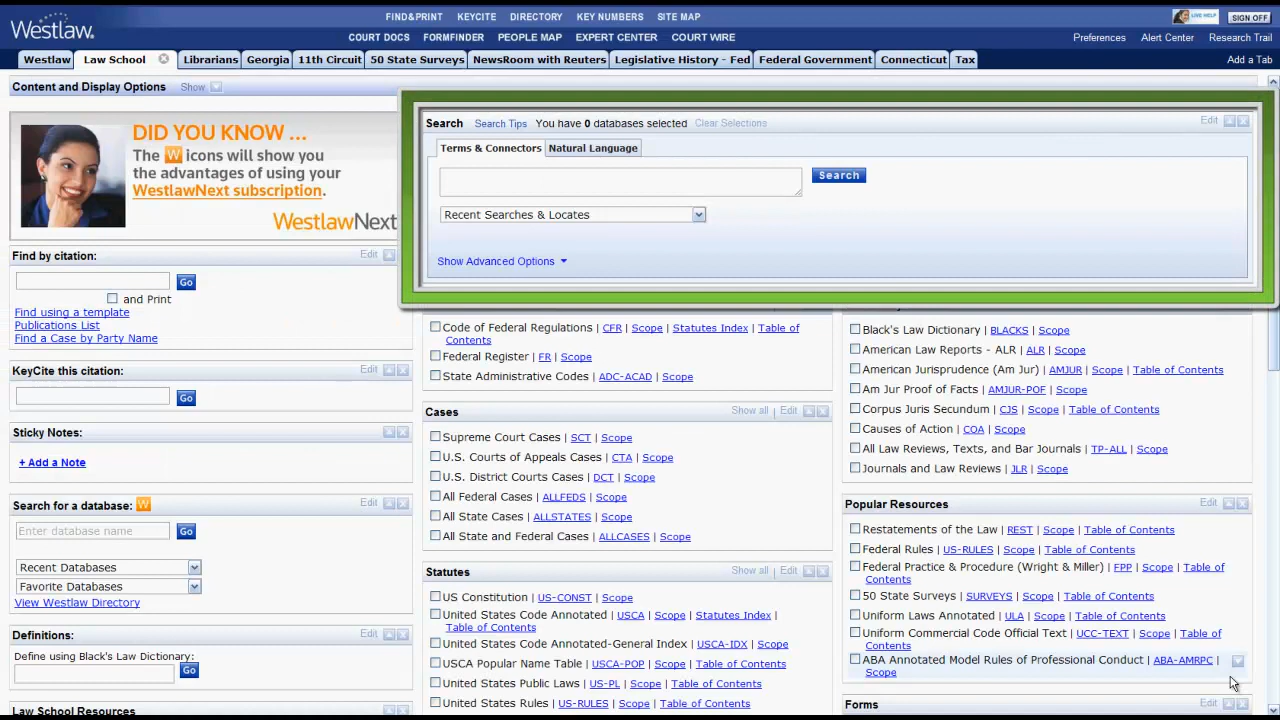 Westlaw.
FIND&PRINT KEYCITE DIRECTORY KEY NUMBERS SITE MAP
LIVE HELP SIGN OFF
COURT DOCS FORMFINDER PEOPLE MAP EXPERT CENTER COURT WIRE
Preferences Alert Center Research Trail
Westlaw Law School Librarians Georgia 11th Circuit 50 State Surveys NewsRoom with Reuters Legislative History - Fed Federal Government Connecticut Tax Add a Tab
Content and Display Options Show
DID YOU KNOW ...
The W icons will show you
the advantages of using your
WestlawNext subscription.
WestlawNext
Find by citation: Edit
Go
and Print
Find using a template
Publications List
Find a Case by Party Name
KeyCite this citation: Edit
Go
Sticky Notes:
+ Add a Note
Search for a database: W Edit
Enter database name Go
Recent Databases
Favorite Databases
View Westlaw Directory
Definitions: Edit
Define using Black's Law Dictionary:
Go
Law School Resources
Search Search Tips You have 0 databases selected Clear Selections Edit
Terms & Connectors Natural Language
Search
Recent Searches & Locates
Show Advanced Options
Code of Federal Regulations | CFR | Scope | Statutes Index | Table of
Contents
Federal Register | FR | Scope
State Administrative Codes | ADC-ACAD | Scope
Cases Show all | Edit
Supreme Court Cases | SCT | Scope
U.S. Courts of Appeals Cases | CTA | Scope
U.S. District Courts Cases | DCT | Scope
All Federal Cases | ALLFEDS | Scope
All State Cases | ALLSTATES | Scope
All State and Federal Cases | ALLCASES | Scope
Statutes Show all | Edit
US Constitution | US-CONST | Scope
United States Code Annotated | USCA | Scope | Statutes Index |
Table of Contents
United States Code Annotated-General Index | USCA-IDX | Scope
USCA Popular Name Table | USCA-POP | Scope | Table of Contents
United States Public Laws | US-PL | Scope | Table of Contents
United States Rules | US-RULES | Scope | Table of Contents
Black's Law Dictionary | BLACKS | Scope
American Law Reports - ALR | ALR | Scope
American Jurisprudence (Am Jur) | AMJUR | Scope | Table of Contents
Am Jur Proof of Facts | AMJUR-POF | Scope
Corpus Juris Secundum | CJS | Scope | Table of Contents
Causes of Action | COA | Scope
All Law Reviews, Texts, and Bar Journals | TP-ALL | Scope
Journals and Law Reviews | JLR | Scope
Popular Resources Edit
Restatements of the Law | REST | Scope | Table of Contents
Federal Rules | US-RULES | Scope | Table of Contents
Federal Practice & Procedure (Wright & Miller) | FPP | Scope | Table of
Contents
50 State Surveys | SURVEYS | Scope | Table of Contents
Uniform Laws Annotated | ULA | Scope | Table of Contents
Uniform Commercial Code Official Text | UCC-TEXT | Scope | Table of
Contents
ABA Annotated Model Rules of Professional Conduct | ABA-AMRPC |
Scope
Forms Edit